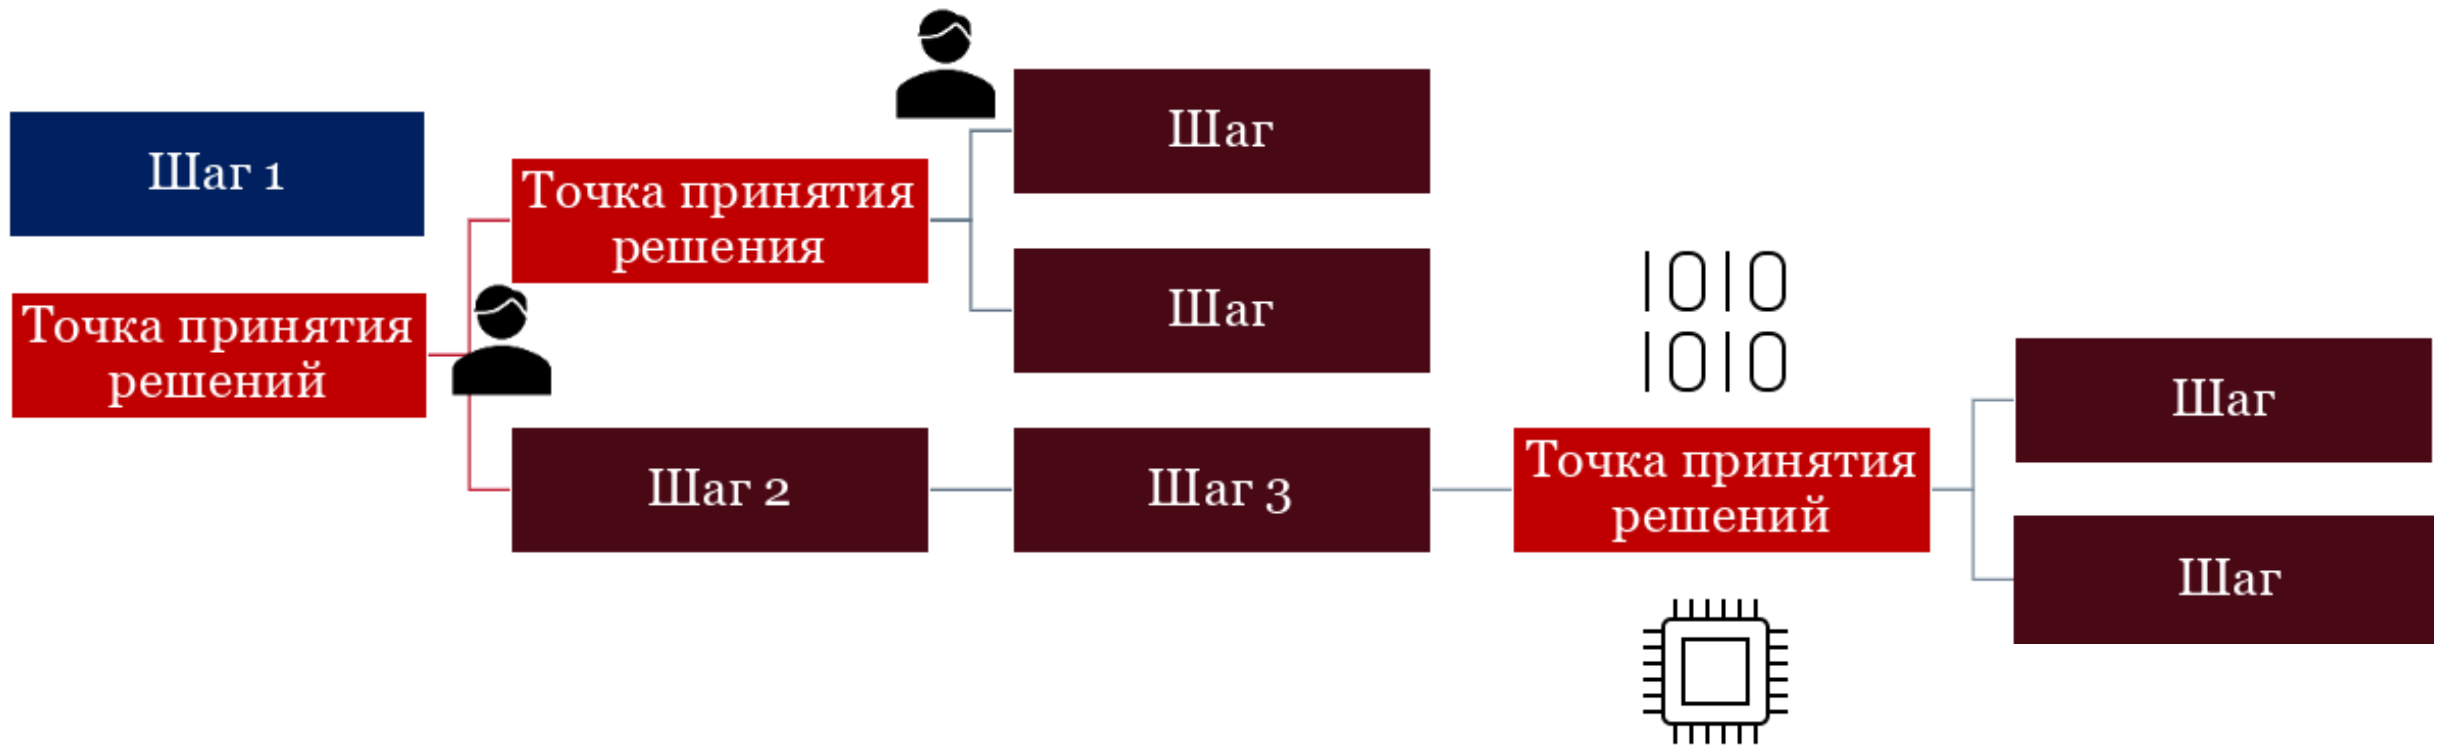 Шаг 1
Точка принятия
решений
Точка принятия
решения
Шаг
Шаг
Шаг 2
Шаг 3
1010
1010
Точка принятия
решений
Шаг
Шаг